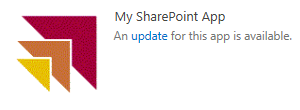 My SharePoint App
An update for this app is available.